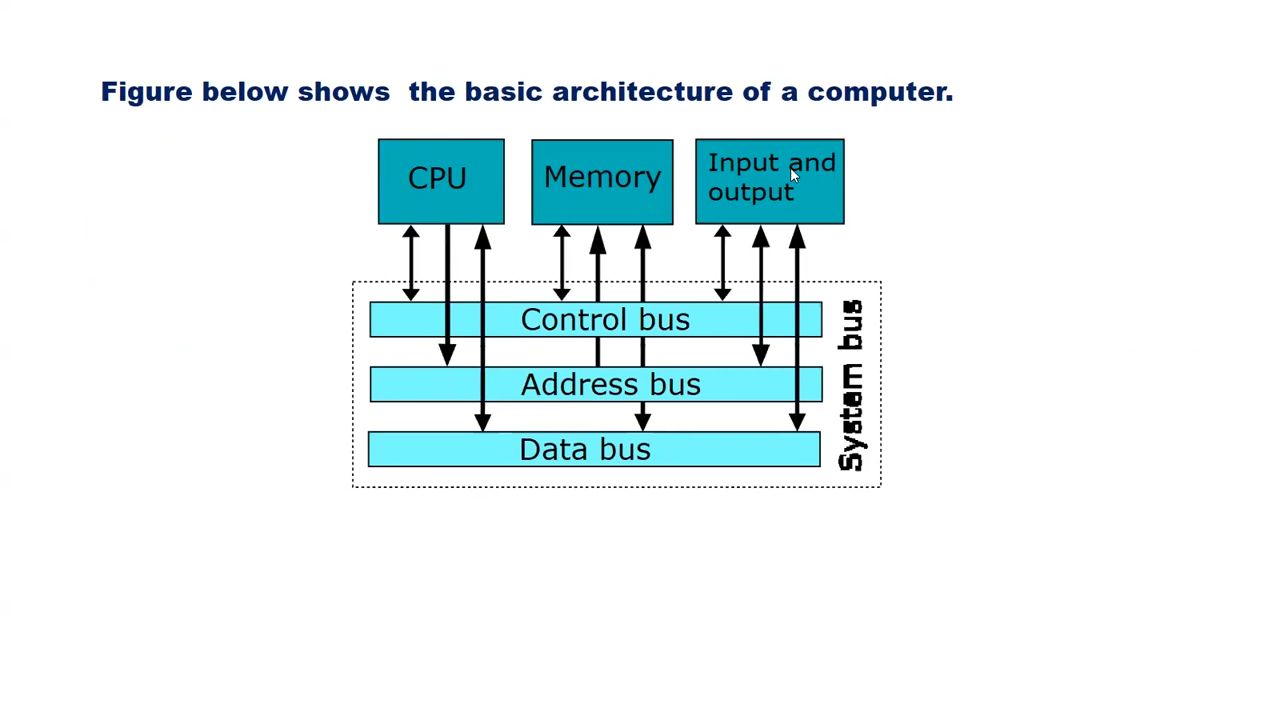 Figure below shows  the basic architecture of a computer.
CPU
Memory
Input and
output
Control bus
Address bus
Data bus
System bus